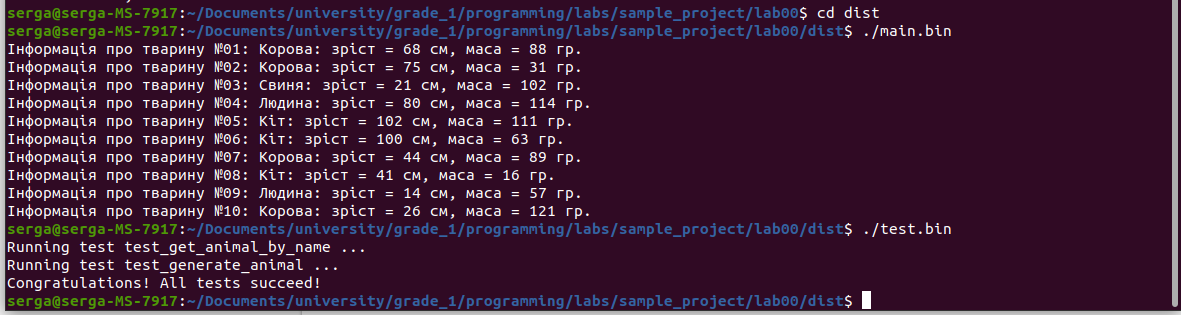 serga@serga-MS-7917:~/Documents/university/grade_1/programming/labs/sample_project/lab00$ cd dist
serga@serga-MS-7917:~/Documents/university/grade_1/programming/labs/sample_project/lab00/dist$ ./main.bin
Інформація про тварину №01: Корова: зріст = 68 см, маса = 88 гр.
Інформація про тварину №02: Корова: зріст = 75 см, маса = 31 гр.
Інформація про тварину №03: Свиня: зріст = 21 см, маса = 102 гр.
Інформація про тварину №04: Людина: зріст = 80 см, маса = 114 гр.
Інформація про тварину №05: Кіт: зріст = 102 см, маса = 111 гр.
Інформація про тварину №06: Кіт: зріст = 100 см, маса = 63 гр.
Інформація про тварину №07: Корова: зріст = 44 см, маса = 89 гр.
Інформація про тварину №08: Кіт: зріст = 41 см, маса = 16 гр.
Інформація про тварину №09: Людина: зріст = 14 см, маса = 57 гр.
Інформація про тварину №10: Корова: зріст = 26 см, маса = 121 гр.
serga@serga-MS-7917:~/Documents/university/grade_1/programming/labs/sample_project/lab00/dist$ ./test.bin
Running test test_get_animal_by_name ...
Running test test_generate_animal ...
Congratulations! All tests succeed!
serga@serga-MS-7917:~/Documents/university/grade_1/programming/labs/sample_project/lab00/dist$